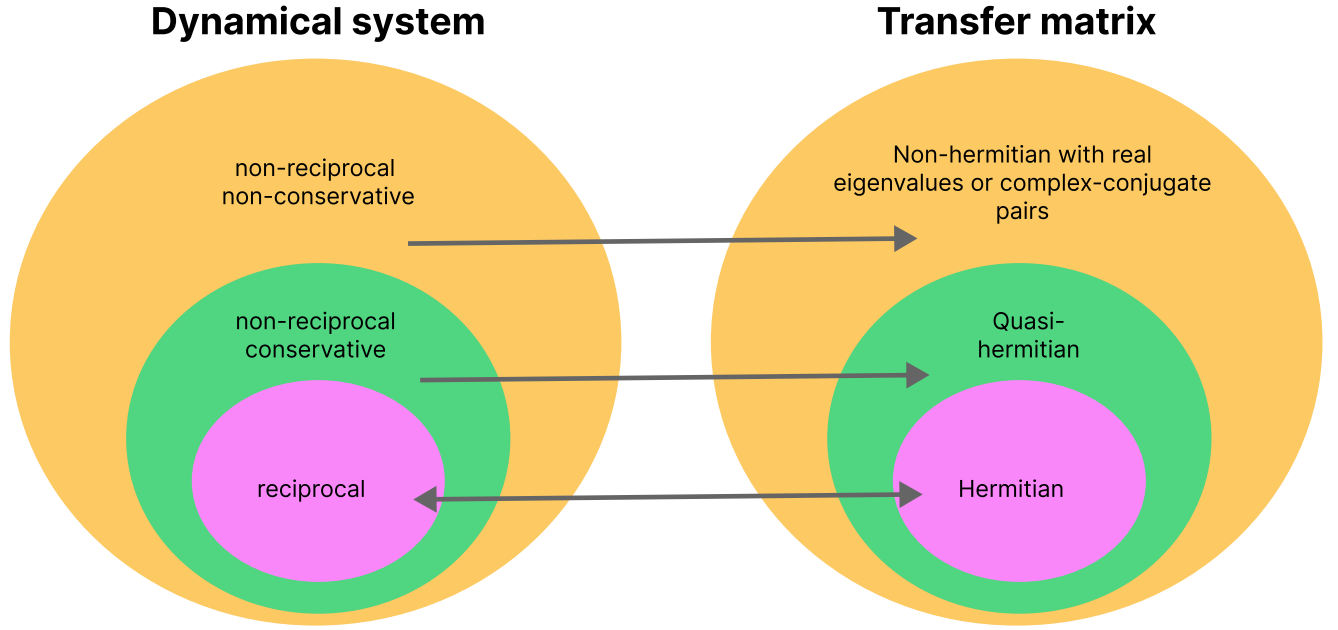 Dynamical system
Transfer matrix
non-reciprocal
non-conservative
Non-hermitian with real
eigenvalues or complex-conjugate
pairs
non-reciprocal
conservative
Quasi-
hermitian
reciprocal
Hermitian